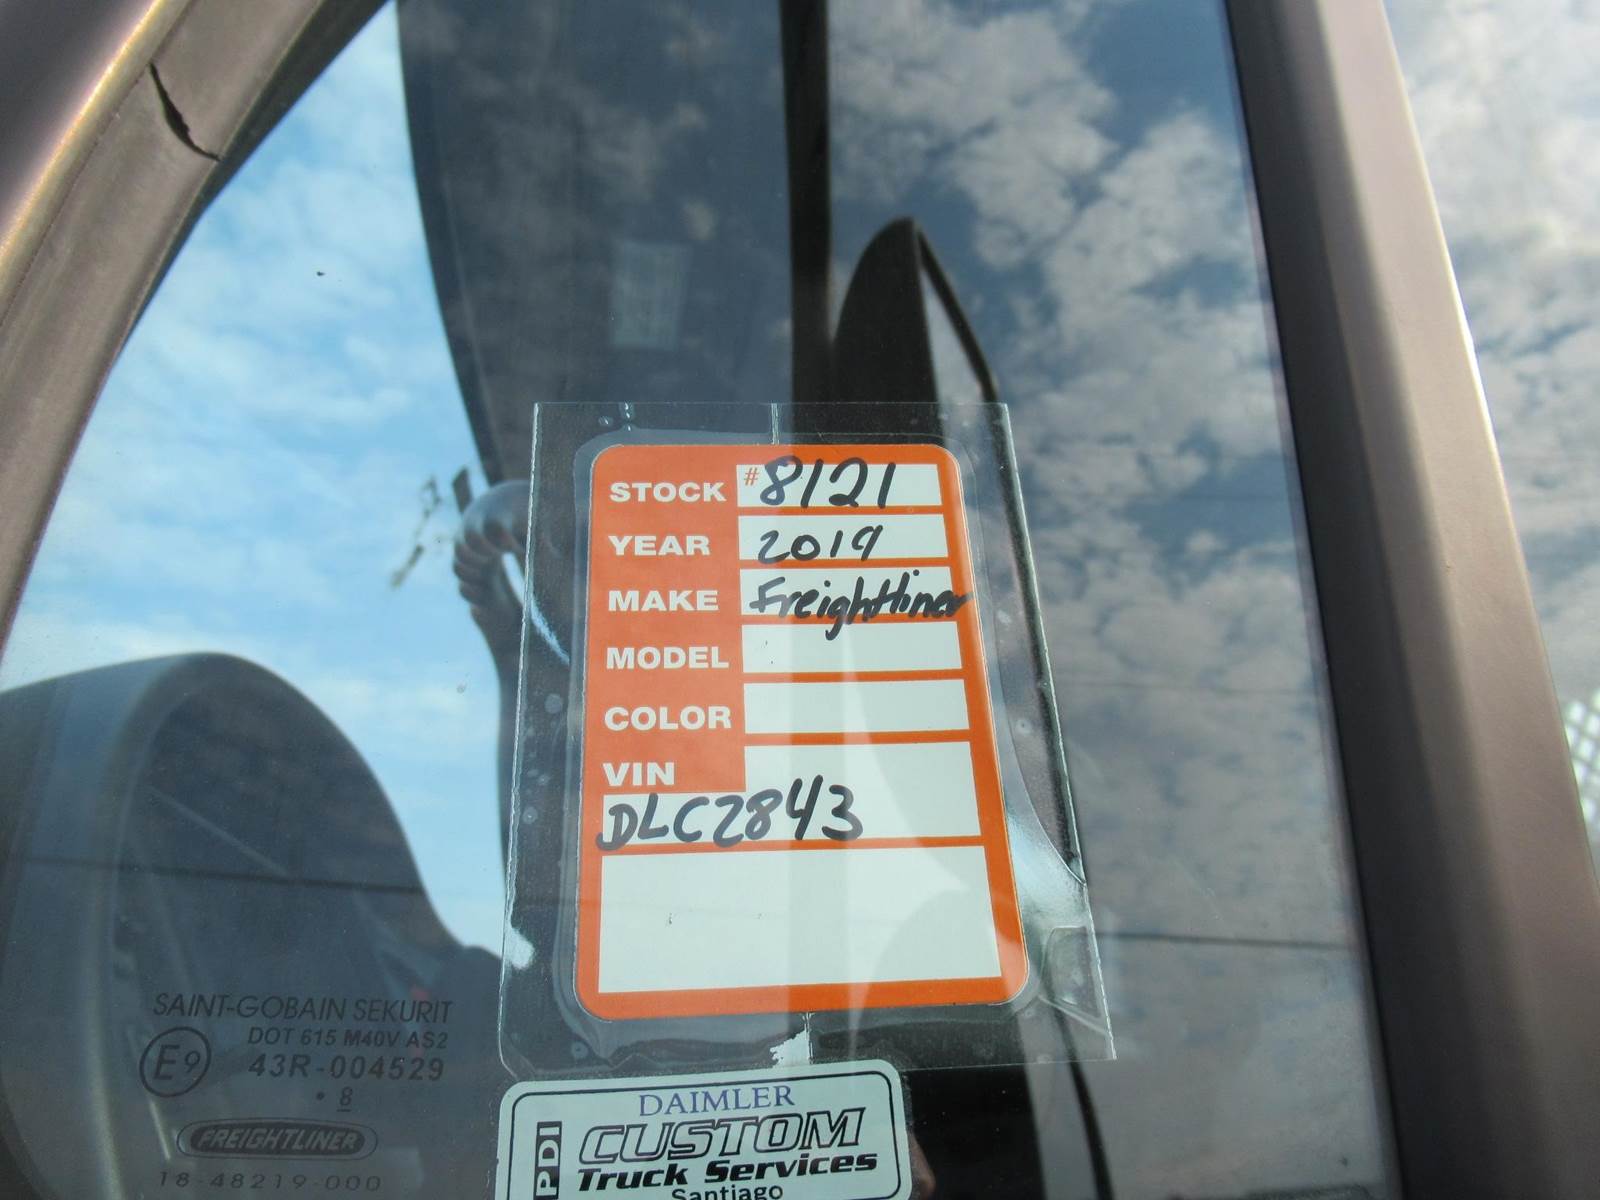 STOCK #8121
YEAR 2019
MAKE Freightliner
MODEL
COLOR
VIN
DLC2843
SAINT-GOBAIN SEKURIT
DOT 615 M40V AS2
E9 43R-004529
• 8
FREIGHTLINER
18-48219-000
DAIMLER
PDI CUSTOM
Truck Services
Santiago